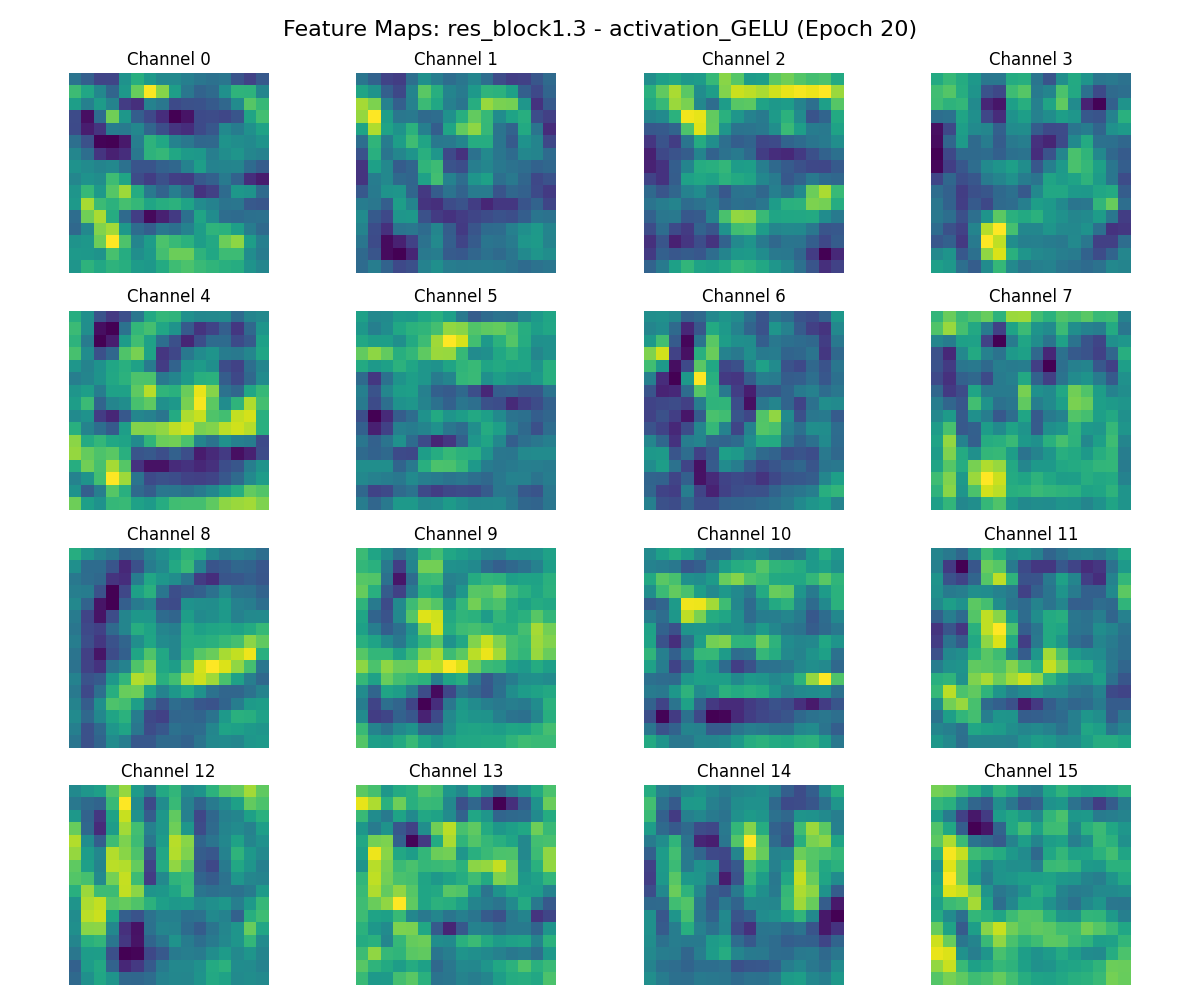 Feature Maps: res_block1.3 - activation_GELU (Epoch 20)
Channel 0
Channel 1
Channel 2
Channel 3
Channel 4
Channel 5
Channel 6
Channel 7
Channel 8
Channel 9
Channel 10
Channel 11
Channel 12
Channel 13
Channel 14
Channel 15